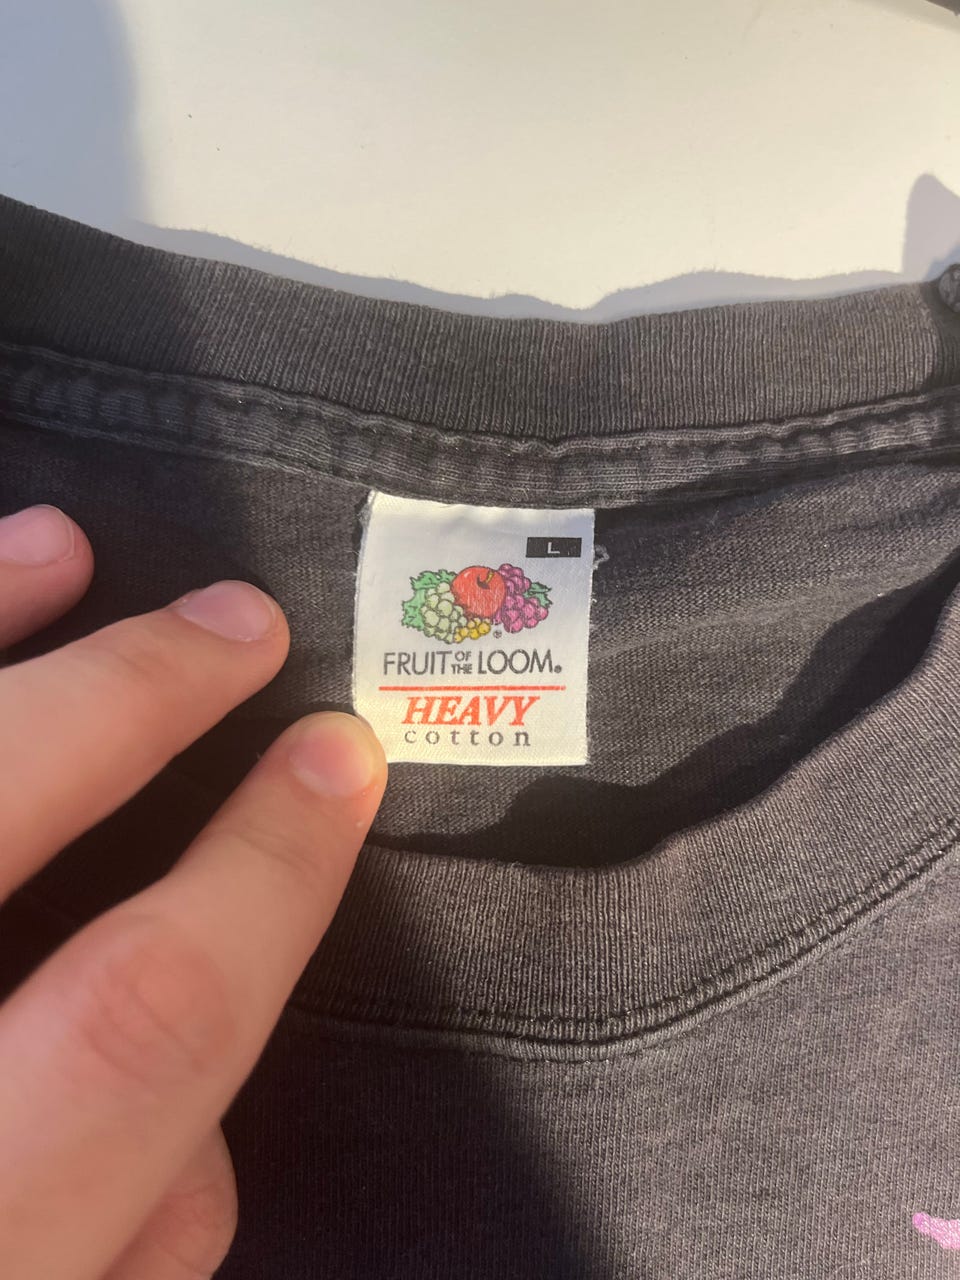 L
®
FRUIT OF THE LOOM®
HEAVY
cotton